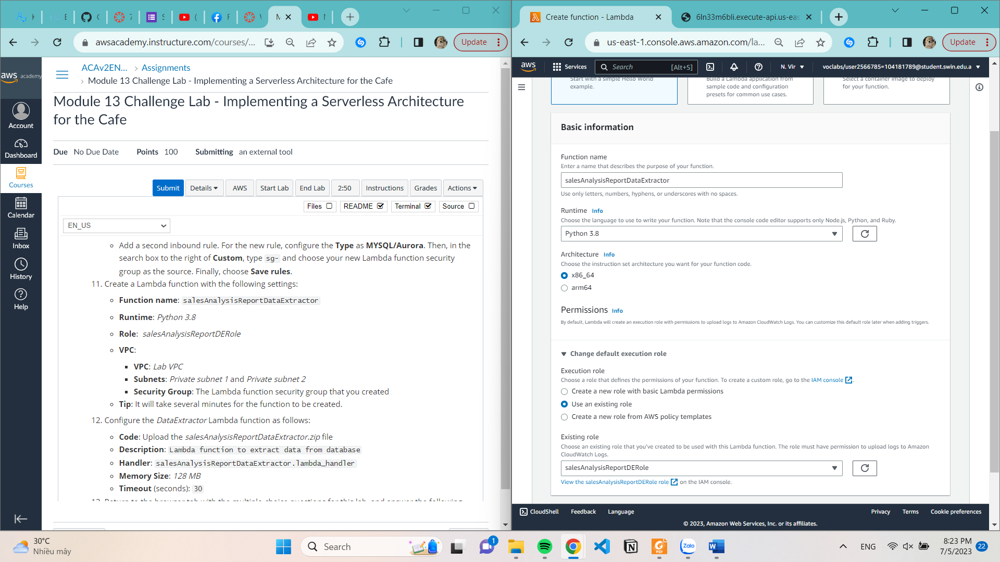 Update
awsacademy.instructure.com/courses/...
aws academy
Account
Dashboard
Courses
Calendar
Inbox
History
Help
ACAv2EN...
Assignments
Module 13 Challenge Lab - Implementing a Serverless Architecture for the Cafe
Module 13 Challenge Lab - Implementing a Serverless Architecture
for the Cafe
Due No Due Date Points 100 Submitting an external tool
Submit Details AWS Start Lab End Lab 2:50 Instructions Grades Actions
Files README Terminal Source
EN_US
Add a second inbound rule. For the new rule, configure the Type as MYSQL/Aurora. Then, in the
search box to the right of Custom, type sg- and choose your new Lambda function security
group as the source. Finally, choose Save rules.
11. Create a Lambda function with the following settings:
Function name: salesAnalysisReportDataExtractor
Runtime: Python 3.8
Role: salesAnalysisReportDERole
VPC:
VPC: Lab VPC
Subnets: Private subnet 1 and Private subnet 2
Security Group: The Lambda function security group that you created
Tip: It will take several minutes for the function to be created.
12. Configure the DataExtractor Lambda function as follows:
Code: Upload the salesAnalysisReportDataExtractor.zip file
Description: Lambda function to extract data from database
Handler: salesAnalysisReportDataExtractor.lambda_handler
Memory Size: 128 MB
Timeout (seconds): 30
Create function - Lambda
6ln33m6bli.execute-api.us-eas
us-east-1.console.aws.amazon.com/la...
Update
aws Services Search [Alt+S] N. Vir voclabs/user2566785=104181789@student.swin.edu.a
Start with a simple Hello World
example.
Build a Lambda application from
sample code and configuration
presets for common use cases.
Select a container image to deploy
for your function.
Basic information
Function name
Enter a name that describes the purpose of your function.
salesAnalysisReportDataExtractor
Use only letters, numbers, hyphens, or underscores with no spaces.
Runtime Info
Choose the language to use to write your function. Note that the console code editor supports only Node.js, Python, and Ruby.
Python 3.8
Architecture Info
Choose the instruction set architecture you want for your function code.
x86_64
arm64
Permissions Info
By default, Lambda will create an execution role with permissions to upload logs to Amazon CloudWatch Logs. You can customize this default role later when adding triggers.
Change default execution role
Execution role
Choose a role that defines the permissions of your function. To create a custom role, go to the IAM console.
Create a new role with basic Lambda permissions
Use an existing role
Create a new role from AWS policy templates
Existing role
Choose an existing role that you've created to be used with this Lambda function. The role must have permission to upload logs to Amazon
CloudWatch Logs.
salesAnalysisReportDERole
View the salesAnalysisReportDERole role on the IAM console.
CloudShell Feedback Language Privacy Terms Cookie preferences
© 2023, Amazon Web Services, Inc. or its affiliates.
30°C
Nhiều mây
Search
1
PDF
Zalo
ENG
8:23 PM
7/5/2023
22